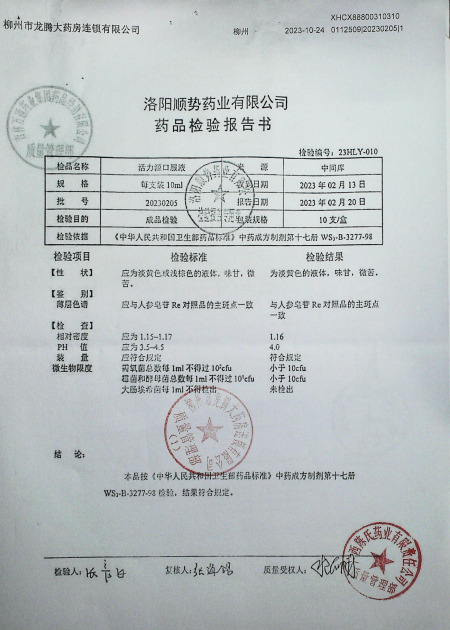 XHCX88800310310
柳州市龙腾大药房连锁有限公司 柳州 2023-10-24 0112509|20230205|1
洛阳顺势药业有限公司
药品检验报告书
检验编号：23HLY-010
检品名称 活力源口服液 来 源 中间库
规 格 每支装 10ml 收到日期 2023 年 02 月 13 日
批 号 20230205 报告日期 2023 年 02 月 20 日
检验目的 成品检验 包装规格 10 支/盒
检验依据 《中华人民共和国卫生部药品标准》中药成方制剂第十七册 WS₃-B-3277-98
检验项目 检验标准 检验结果
【性 状】 应为淡黄色或浅棕色的液体，味甘，微苦。 为淡黄色的液体，味甘，微苦。
【鉴 别】
薄层色谱 应与人参皂苷 Re 对照品的主斑点一致 与人参皂苷 Re 对照品的主斑点一致
【检 查】
相对密度 应为 1.15~1.17 1.16
PH 值 应为 3.5~4.5 4.0
装 量 应符合规定 符合规定
微生物限度 需氧菌总数每 1ml 不得过 10²cfu 小于 10cfu
霉菌和酵母菌总数每 1ml 不得过 10¹cfu 小于 10cfu
大肠埃希菌每 1ml 不得检出 未检出
结 论：
本品按《中华人民共和国卫生部药品标准》中药成方制剂第十七册
WS₃-B-3277-98 检验，结果符合规定。
检验人： 复核人： 质量受权人：
质量管理部